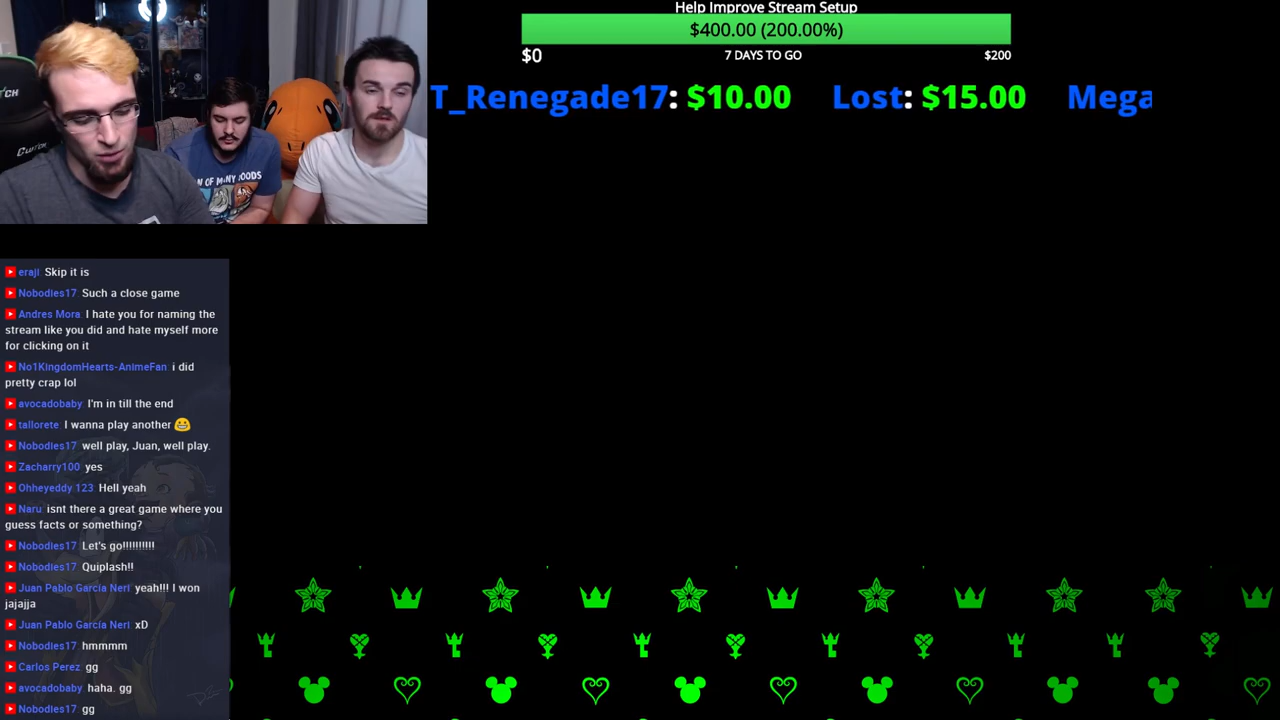 Help Improve Stream Setup
$400.00 (200.00%)
$0
7 DAYS TO GO
$200
T_Renegade17: $10.00 Lost: $15.00 Mega
eraji Skip it is
Nobodies17 Such a close game
Andres Mora I hate you for naming the
stream like you did and hate myself more
for clicking on it
No1KingdomHearts-AnimeFan i did
pretty crap lol
avocadobaby I'm in till the end
tallorete I wanna play another 😬
Nobodies17 well play, Juan, well play.
Zacharry100 yes
Ohheyeddy 123 Hell yeah
Naru isnt there a great game where you
guess facts or something?
Nobodies17 Let's go!!!!!!!!!!
Nobodies17 Quiplash!!
Juan Pablo García Neri yeah!!! I won
jajajja
Juan Pablo García Neri xD
Nobodies17 hmmmm
Carlos Perez gg
avocadobaby haha. gg
Nobodies17 gg